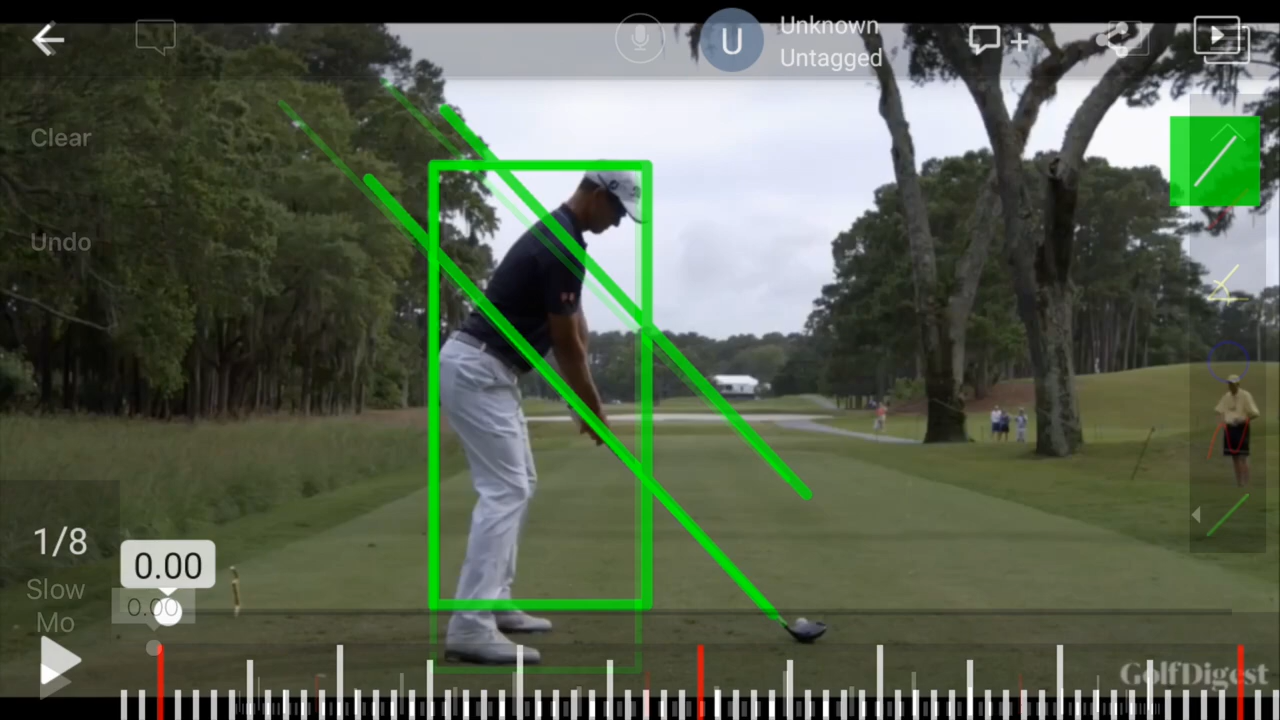 U
Unknown
Untagged
Clear
Undo
1/8
Slow
Mo
0.00
0.00
GolfDigest